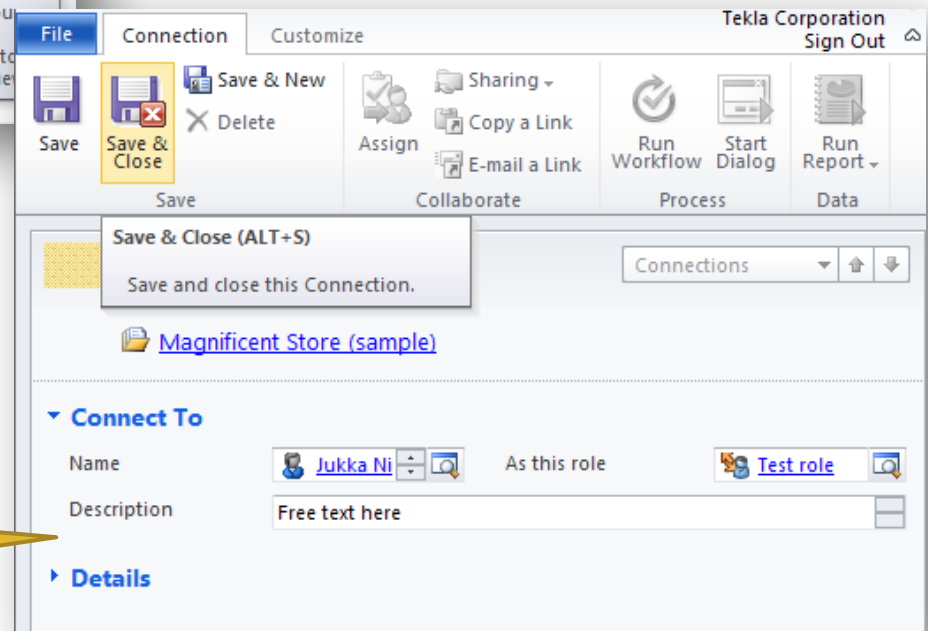 Tekla Corporation
File Connection Customize Sign Out
Save & New Sharing
Delete Copy a Link
Save Save & Close Assign E-mail a Link Run Workflow Start Dialog Run Report
Save Collaborate Process Data
Save & Close (ALT+S)
Connections
Save and close this Connection.
Magnificent Store (sample)
Connect To
Name Jukka Ni As this role Test role
Description Free text here
Details